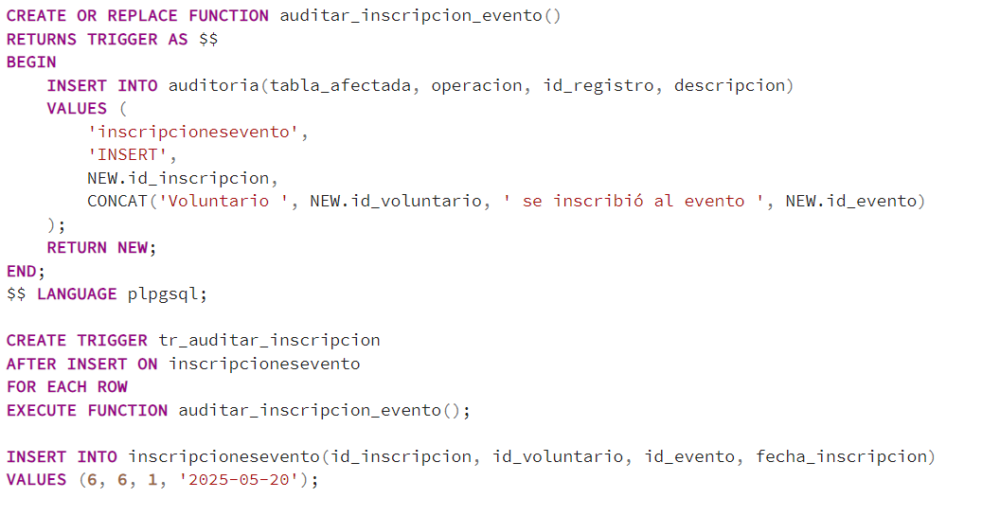 CREATE OR REPLACE FUNCTION auditar_inscripcion_evento()
RETURNS TRIGGER AS $$
BEGIN
    INSERT INTO auditoria(tabla_afectada, operacion, id_registro, descripcion)
    VALUES (
        'inscripcionesevento',
        'INSERT',
        NEW.id_inscripcion,
        CONCAT('Voluntario ', NEW.id_voluntario, ' se inscribió al evento ', NEW.id_evento)
    );
    RETURN NEW;
END;
$$ LANGUAGE plpgsql;

CREATE TRIGGER tr_auditar_inscripcion
AFTER INSERT ON inscripcionesevento
FOR EACH ROW
EXECUTE FUNCTION auditar_inscripcion_evento();

INSERT INTO inscripcionesevento(id_inscripcion, id_voluntario, id_evento, fecha_inscripcion)
VALUES (6, 6, 1, '2025-05-20');